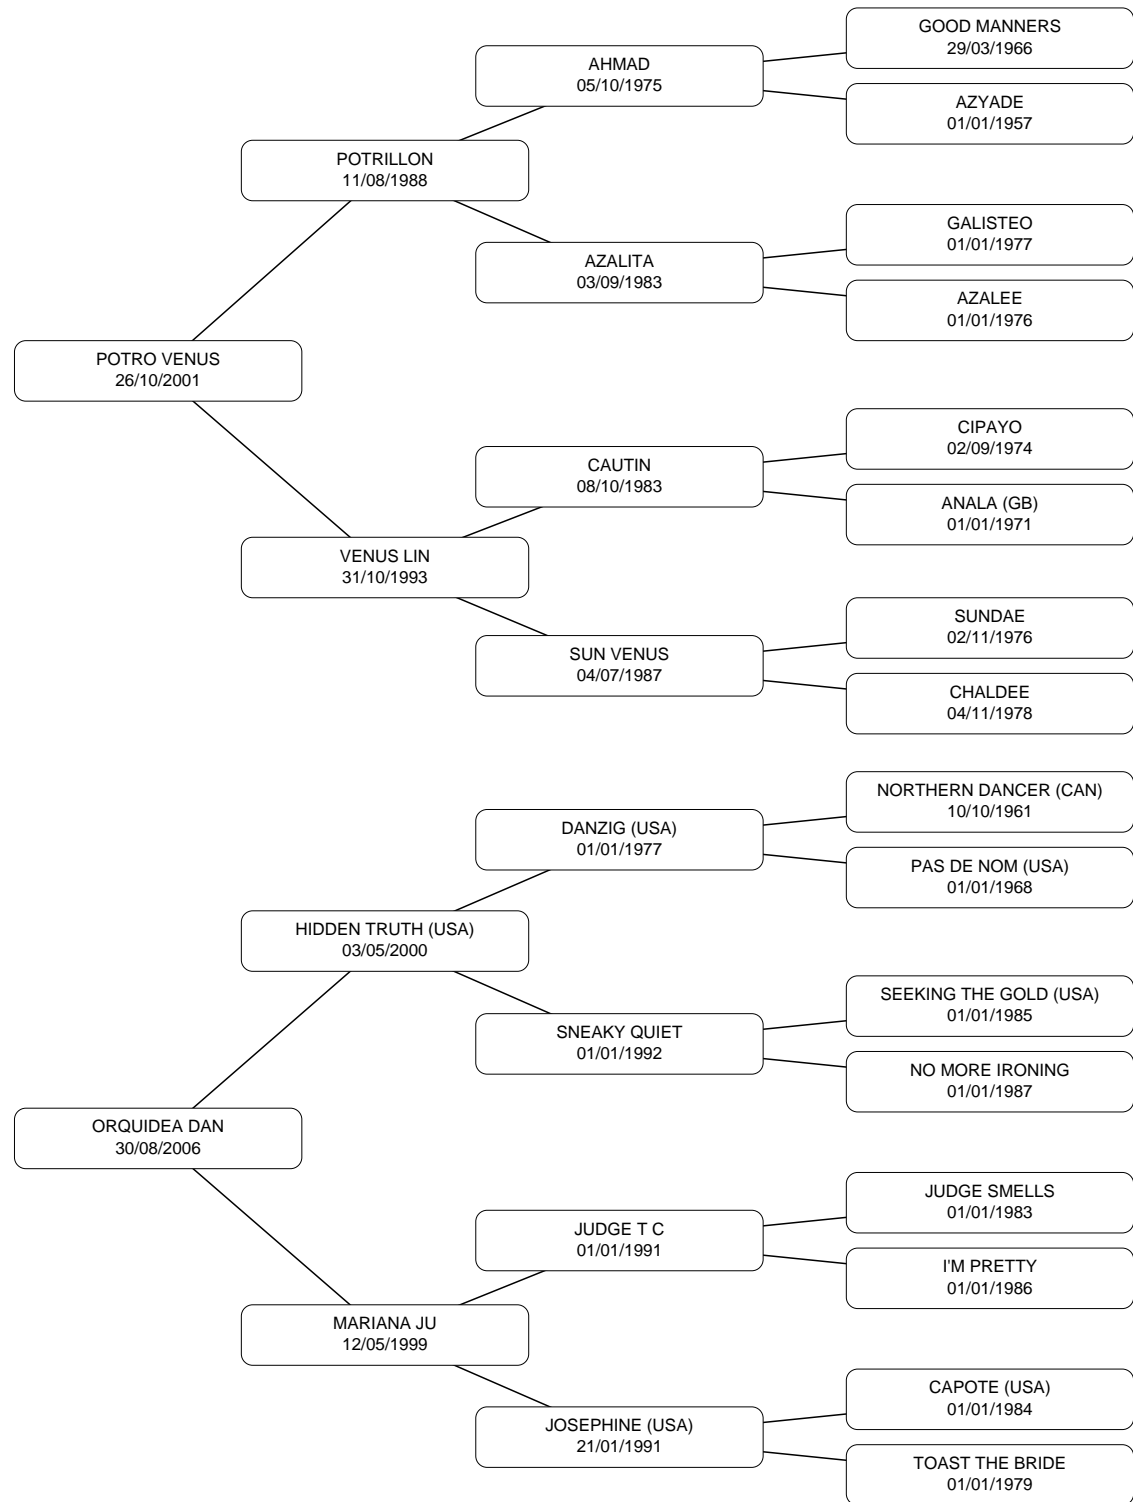 GOOD MANNERS
29/03/1966
AHMAD
05/10/1975
AZYADE
01/01/1957
POTRILLON
11/08/1988
GALISTEO
01/01/1977
AZALITA
03/09/1983
AZALEE
01/01/1976
POTRO VENUS
26/10/2001
CIPAYO
02/09/1974
CAUTIN
08/10/1983
ANALA (GB)
01/01/1971
VENUS LIN
31/10/1993
SUNDAE
02/11/1976
SUN VENUS
04/07/1987
CHALDEE
04/11/1978
NORTHERN DANCER (CAN)
10/10/1961
DANZIG (USA)
01/01/1977
PAS DE NOM (USA)
01/01/1968
HIDDEN TRUTH (USA)
03/05/2000
SEEKING THE GOLD (USA)
01/01/1985
SNEAKY QUIET
01/01/1992
NO MORE IRONING
01/01/1987
ORQUIDEA DAN
30/08/2006
JUDGE SMELLS
01/01/1983
JUDGE T C
01/01/1991
I'M PRETTY
01/01/1986
MARIANA JU
12/05/1999
CAPOTE (USA)
01/01/1984
JOSEPHINE (USA)
21/01/1991
TOAST THE BRIDE
01/01/1979